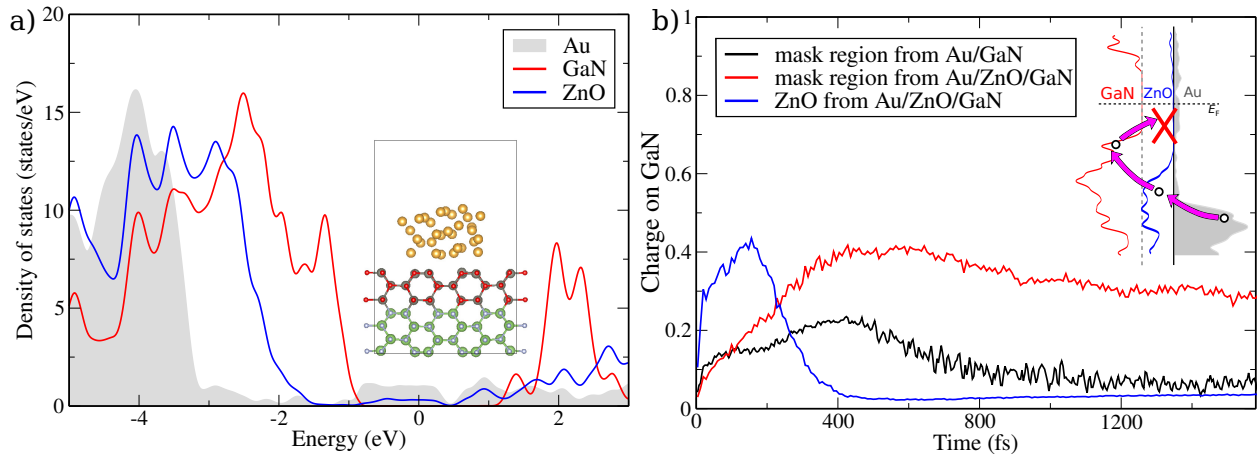 a)
Density of states (states/eV)
20
15
10
5
0
-4
-2
0
2
Energy (eV)
Au
GaN
ZnO
b)
Charge on GaN
1
0.8
0.6
0.4
0.2
0
0
400
800
1200
Time (fs)
mask region from Au/GaN
mask region from Au/ZnO/GaN
ZnO from Au/ZnO/GaN
GaN
ZnO
Au
E_F